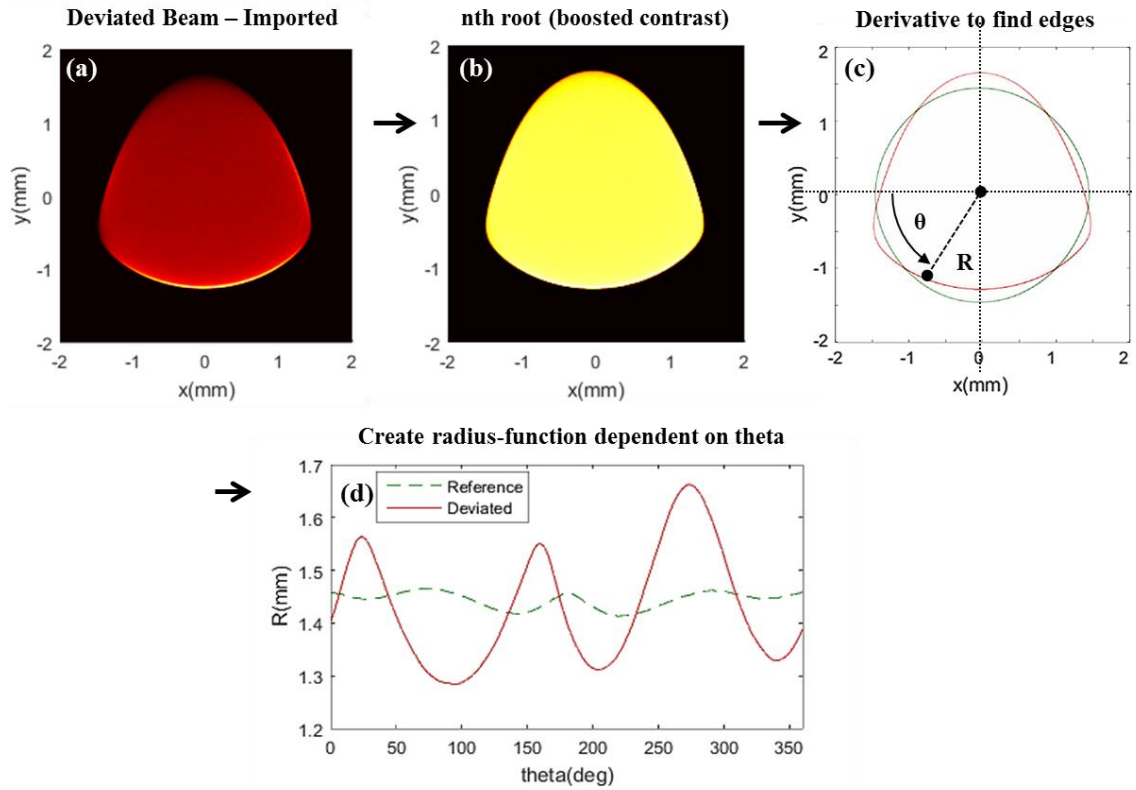 Deviated Beam – Imported
nth root (boosted contrast)
Derivative to find edges
(a)
2
1
0
-1
-2
y(mm)
-2
-1
0
1
2
x(mm)
(b)
2
1
0
-1
-2
y(mm)
-2
-1
0
1
2
x(mm)
(c)
2
1
0
-1
-2
y(mm)
θ
R
-2
-1
0
1
2
x(mm)
Create radius-function dependent on theta
(d)
Reference
Deviated
1.7
1.6
1.5
1.4
1.3
1.2
R(mm)
0
50
100
150
200
250
300
350
theta(deg)